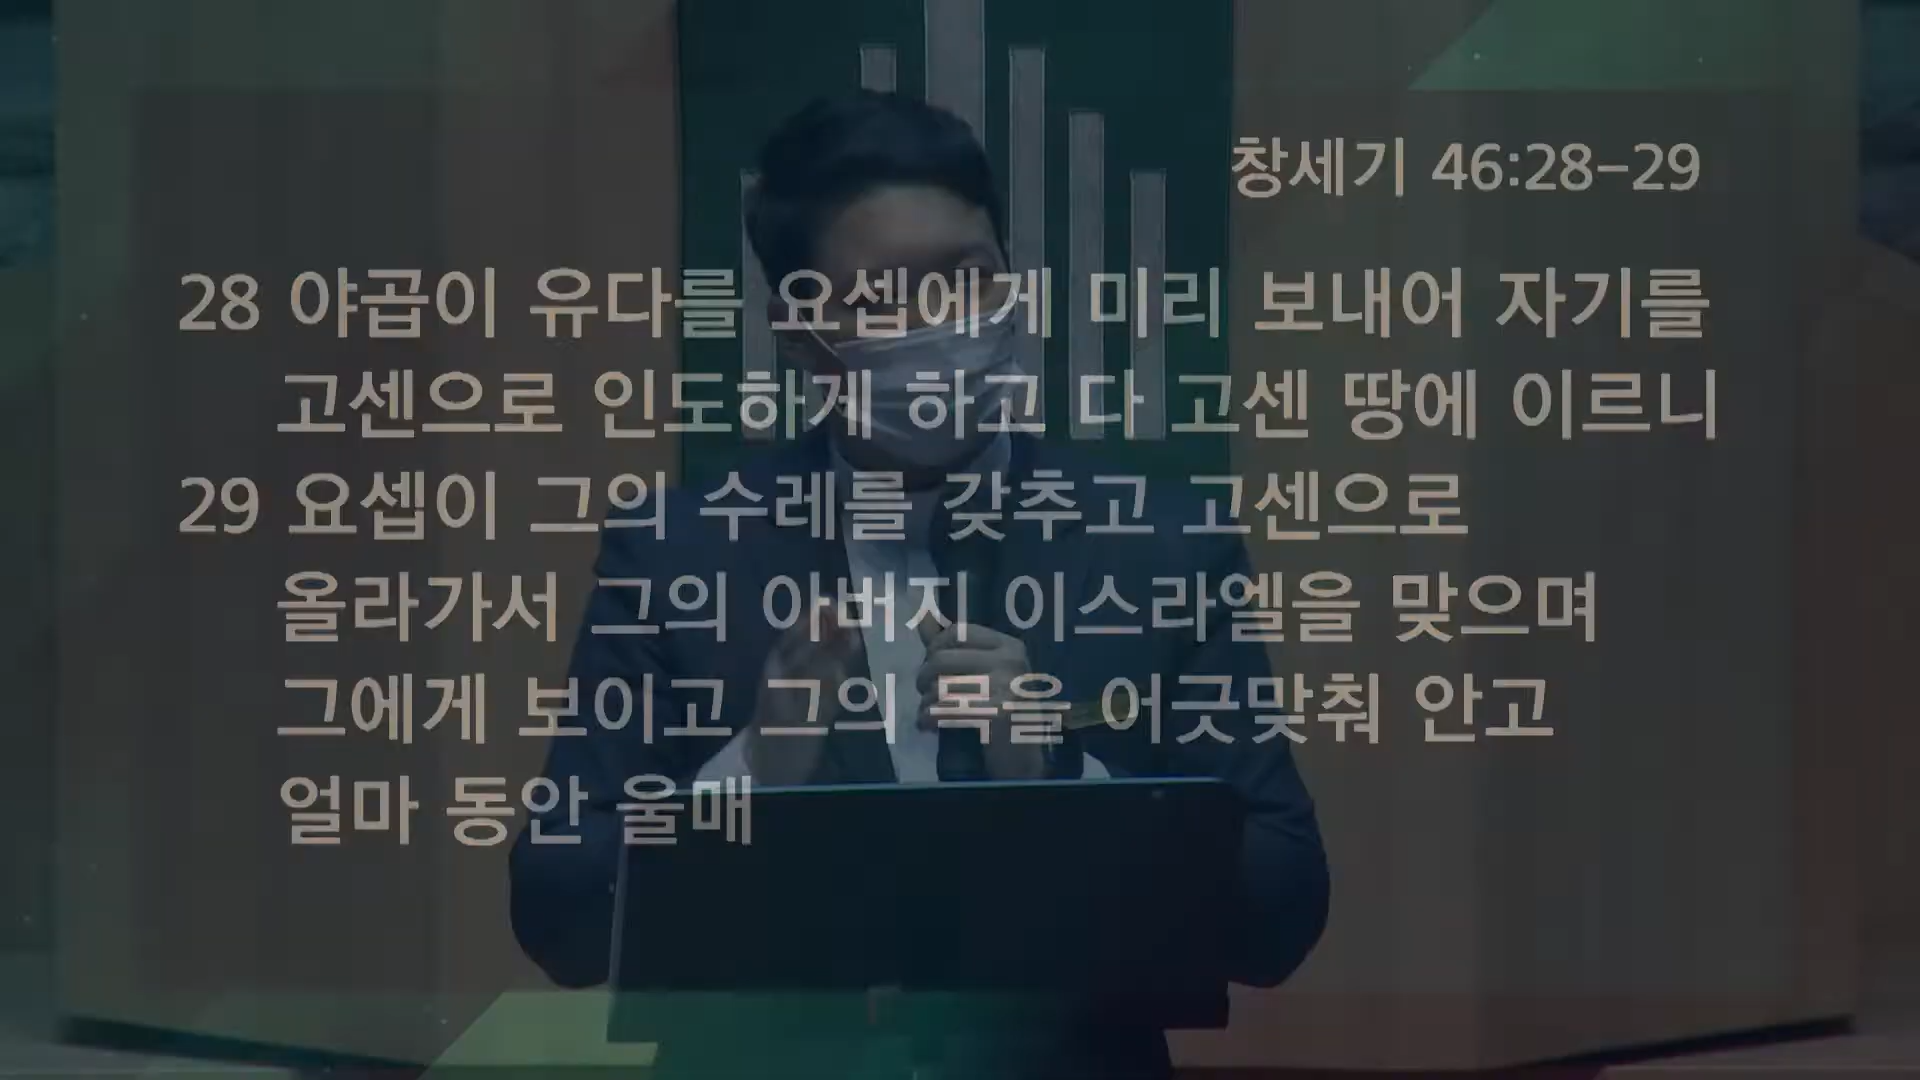 창세기 46:28-29
28 야곱이 유다를 요셉에게 미리 보내어 자기를
고센으로 인도하게 하고 다 고센 땅에 이르니
29 요셉이 그의 수레를 갖추고 고센으로
올라가서 그의 아버지 이스라엘을 맞으며
그에게 보이고 그의 목을 어긋맞춰 안고
얼마 동안 울매